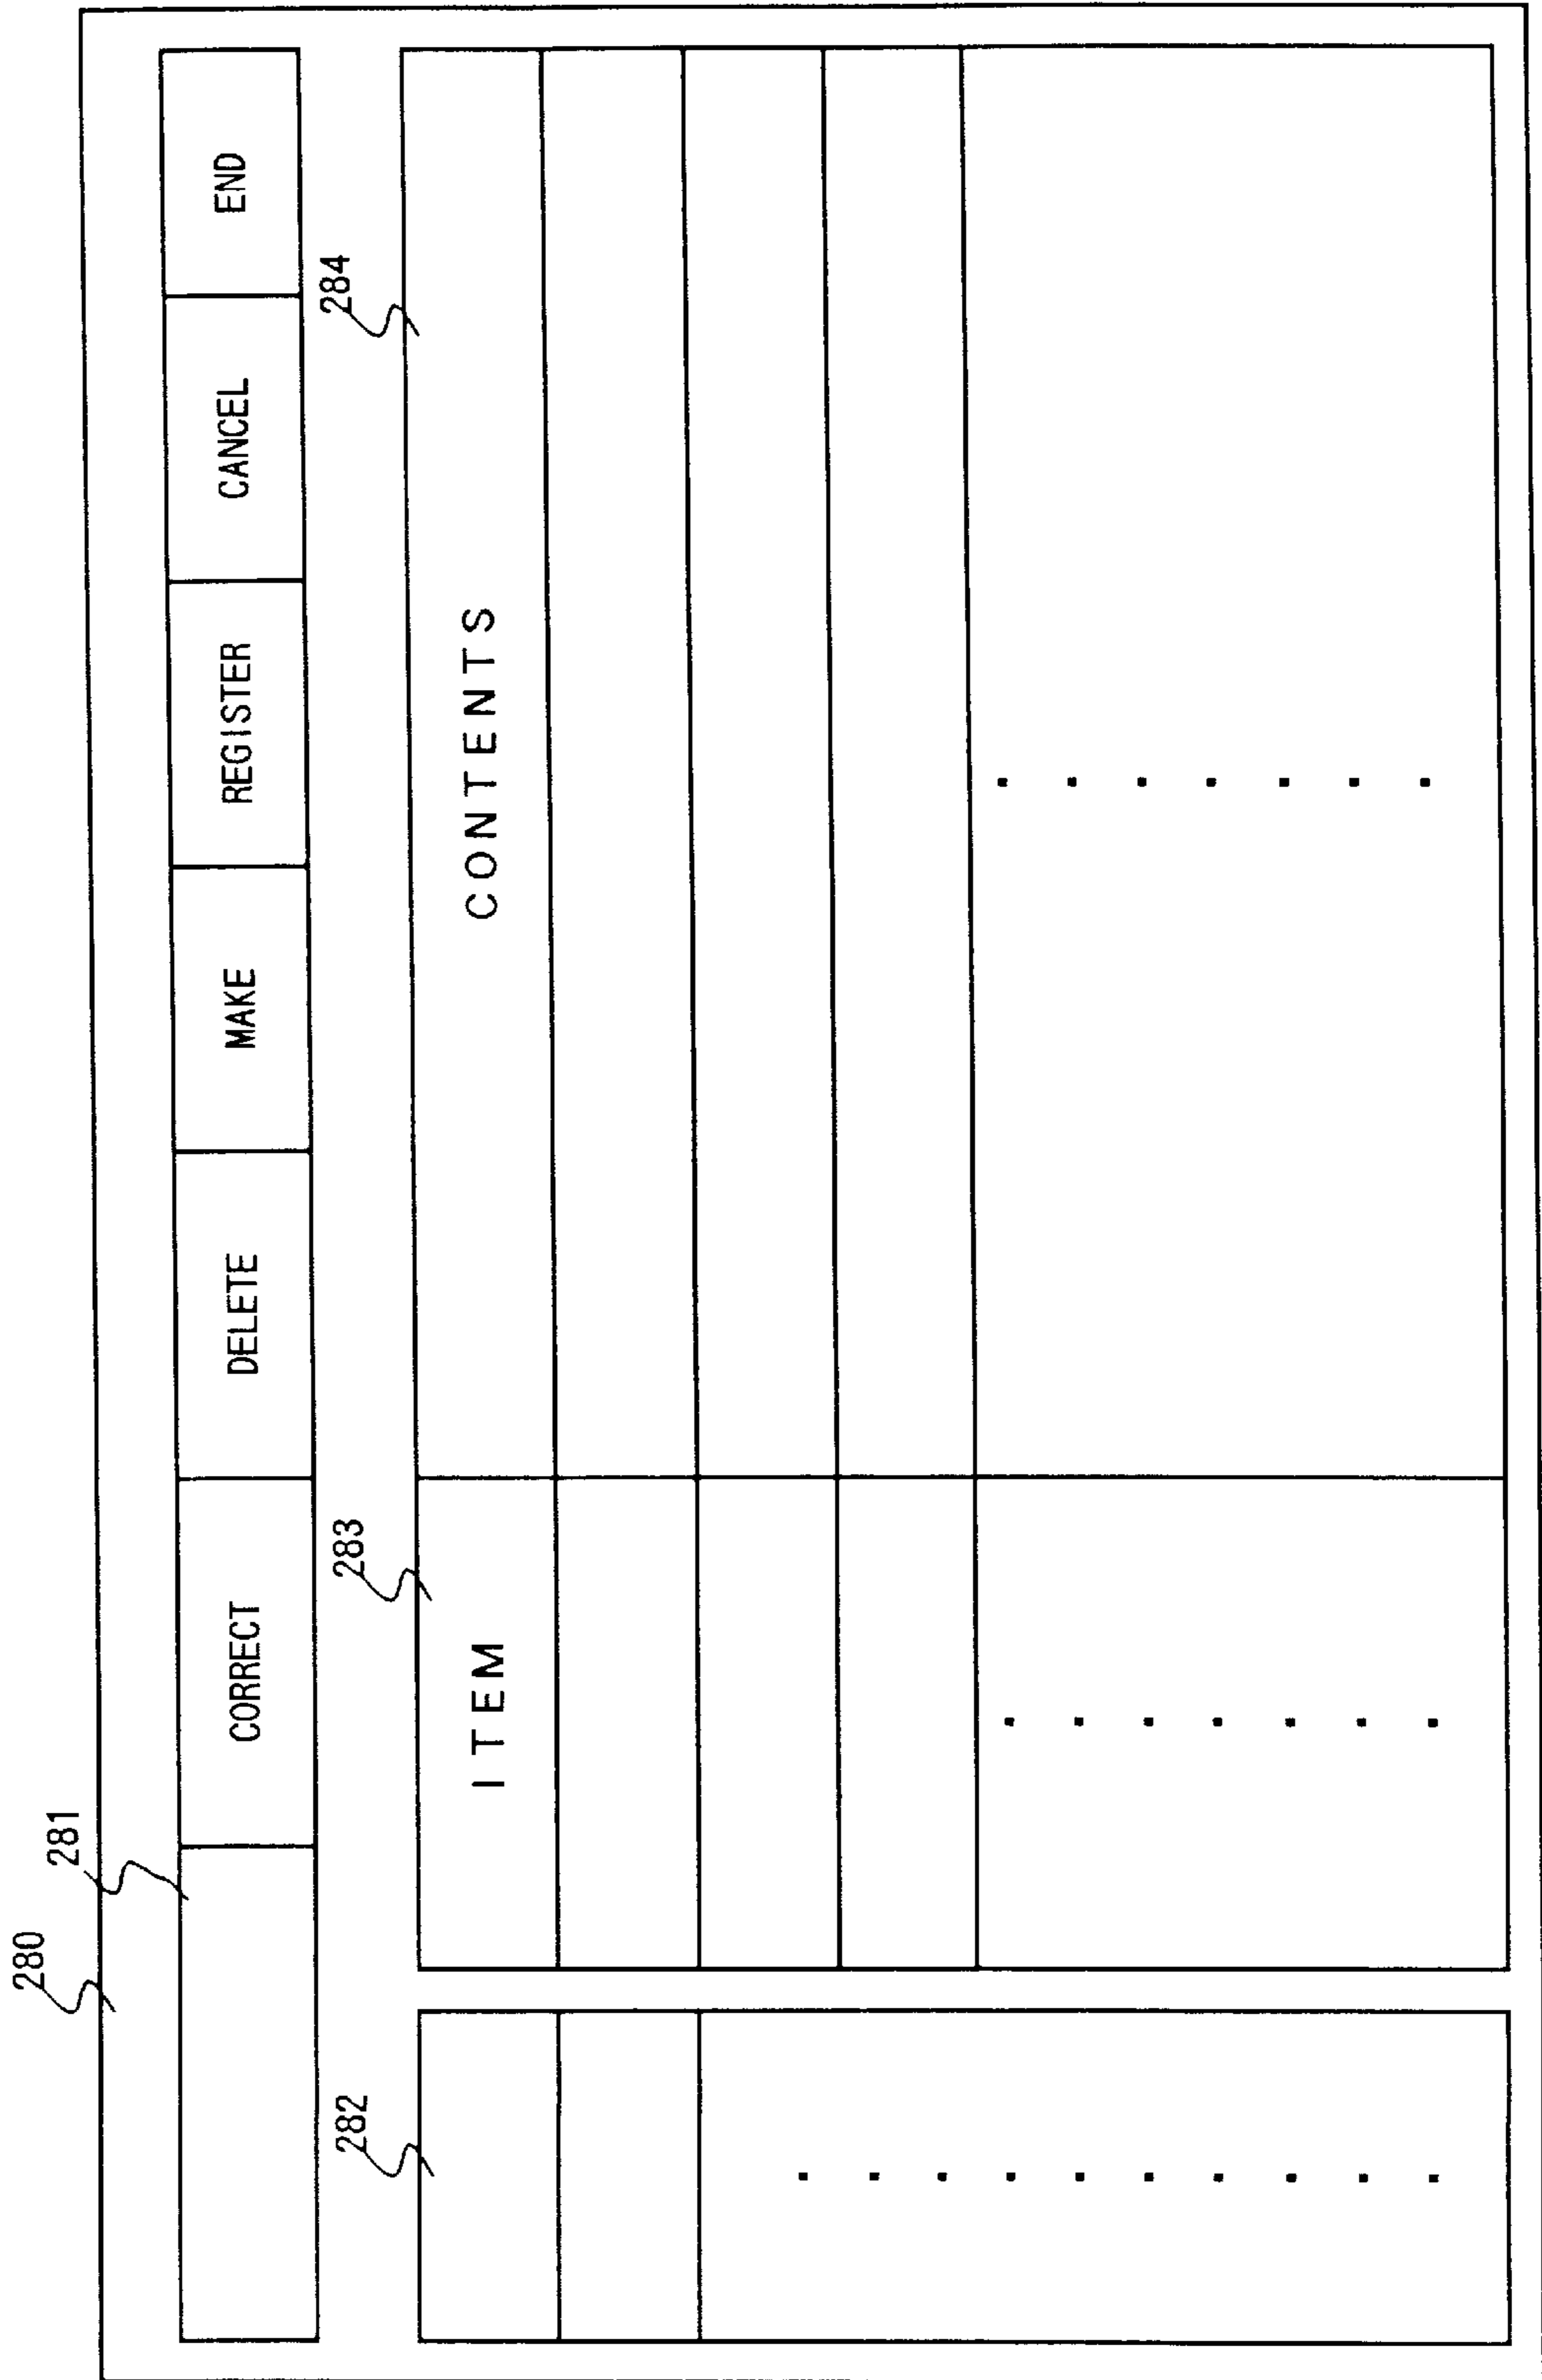 280
281
CORRECT DELETE MAKE REGISTER CANCEL END
282 283 284
ITEM CONTENTS